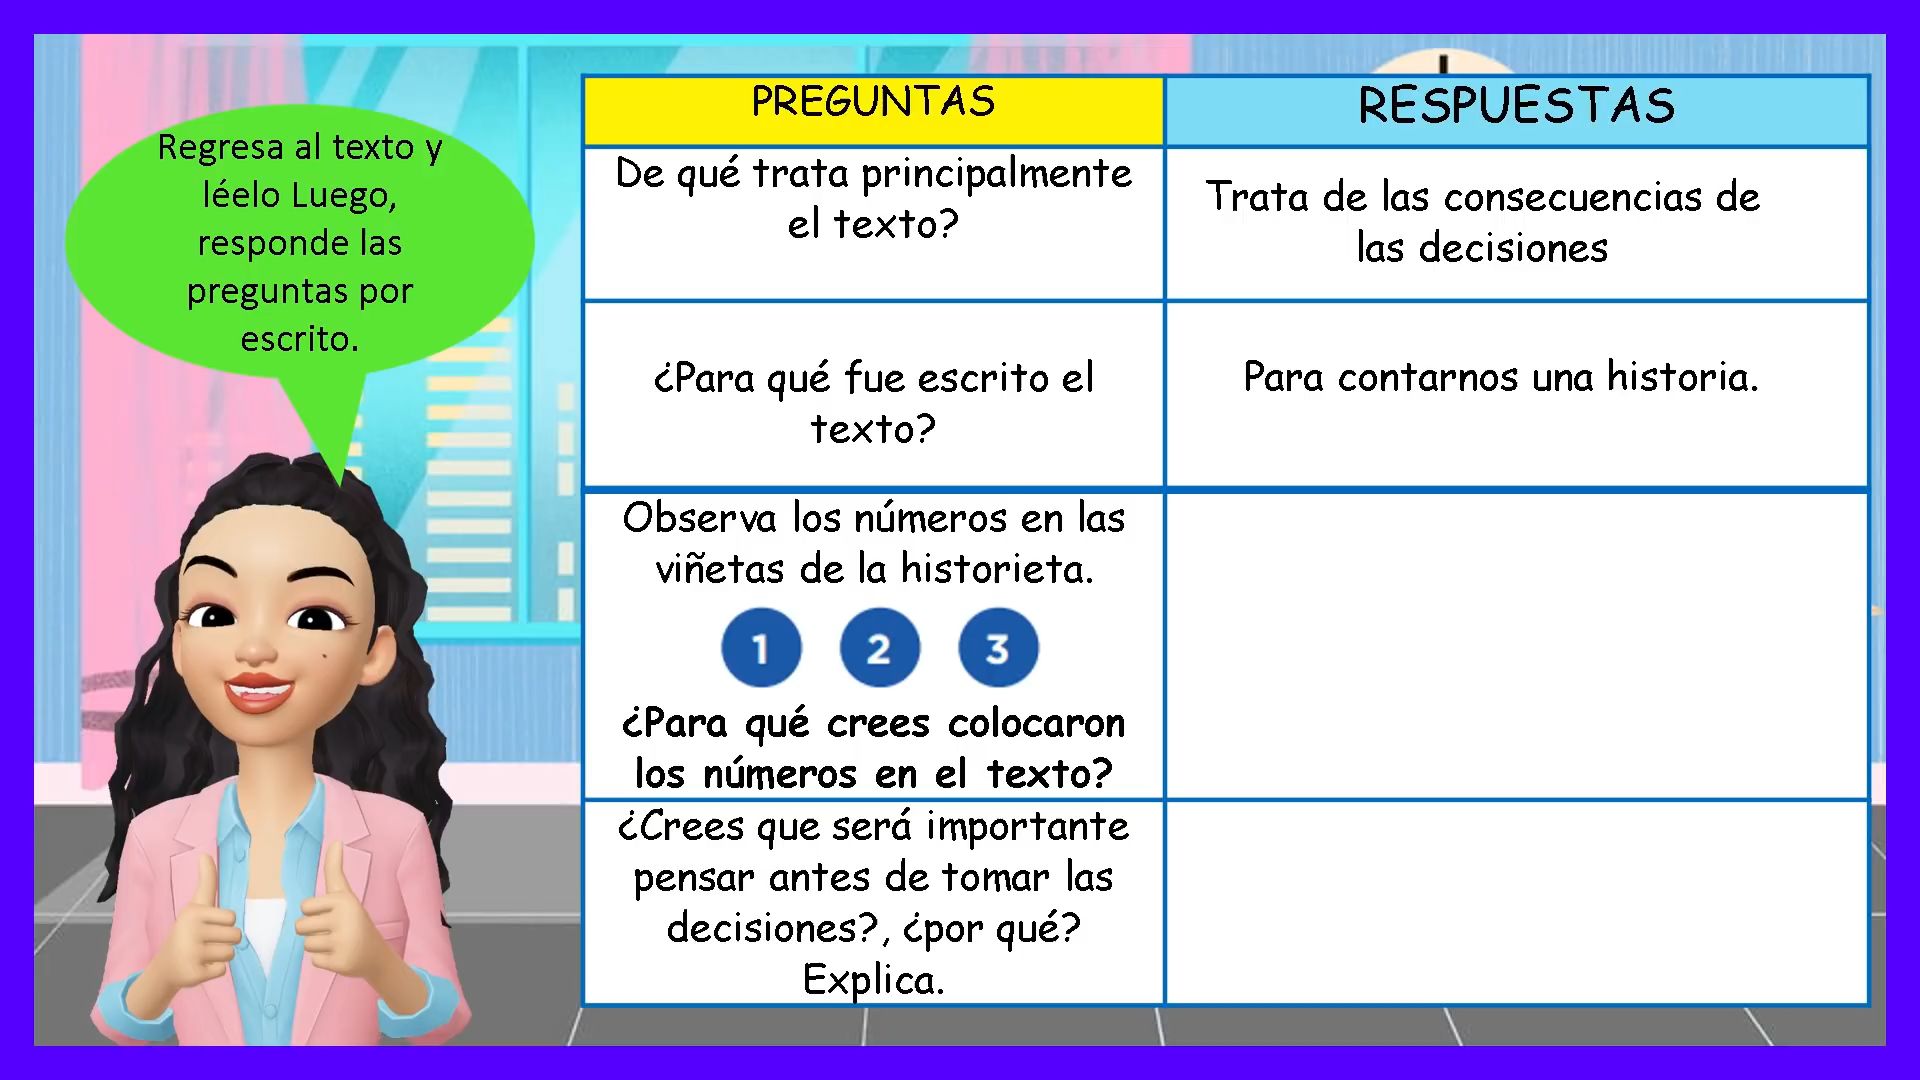 Regresa al texto y
léelo Luego,
responde las
preguntas por
escrito.
PREGUNTAS
RESPUESTAS
De qué trata principalmente
el texto?
Trata de las consecuencias de
las decisiones
¿Para qué fue escrito el
texto?
Para contarnos una historia.
Observa los números en las
viñetas de la historieta.
1 2 3
¿Para qué crees colocaron
los números en el texto?
¿Crees que será importante
pensar antes de tomar las
decisiones?, ¿por qué?
Explica.